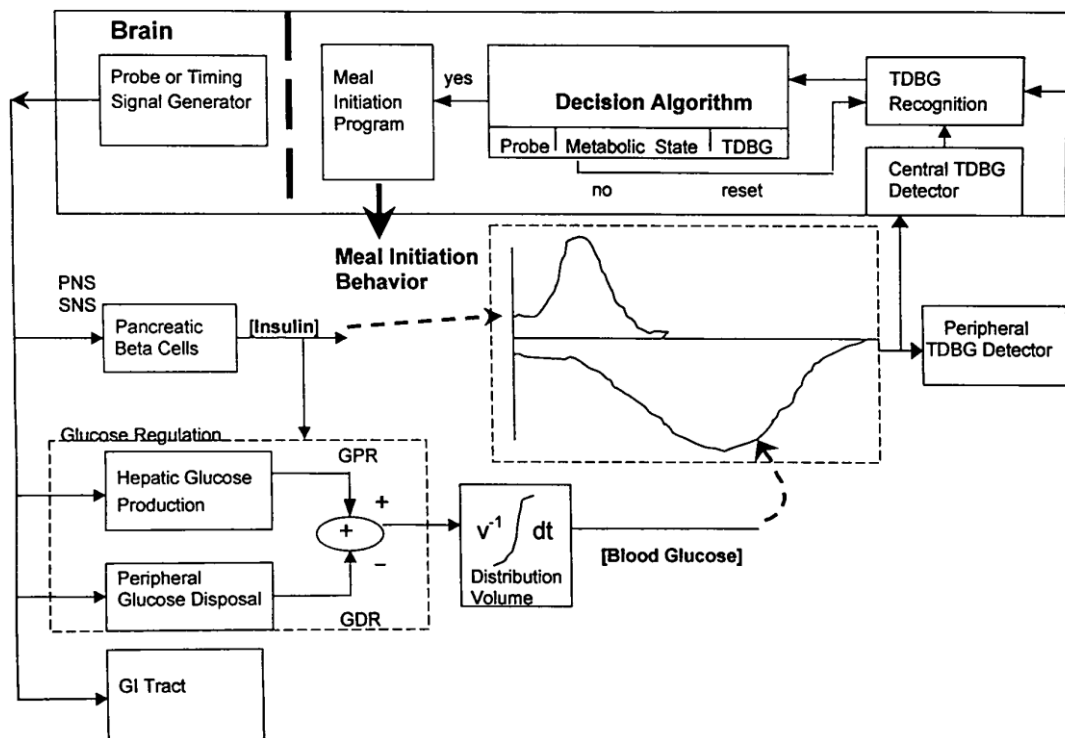 Brain
Probe or Timing
Signal Generator
Meal
Initiation
Program
yes
Decision Algorithm
Probe Metabolic State TDBG
no reset
TDBG
Recognition
Central TDBG
Detector
Meal Initiation
Behavior
PNS
SNS
Pancreatic
Beta Cells
[Insulin]
Peripheral
TDBG Detector
Glucose Regulation
Hepatic Glucose
Production
GPR
+
+
−
Peripheral
Glucose Disposal
GDR
v⁻¹ ∫ dt
Distribution
Volume
[Blood Glucose]
GI Tract